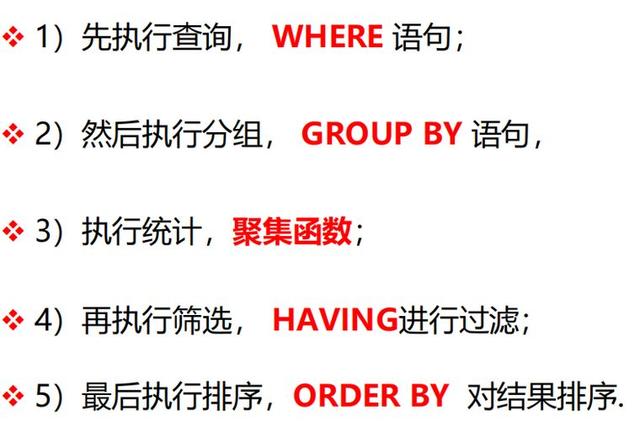 ❖ 1）先执行查询， WHERE 语句；
❖ 2）然后执行分组， GROUP BY 语句，
❖ 3）执行统计，聚集函数；
❖ 4）再执行筛选， HAVING进行过滤；
❖ 5）最后执行排序，ORDER BY 对结果排序.